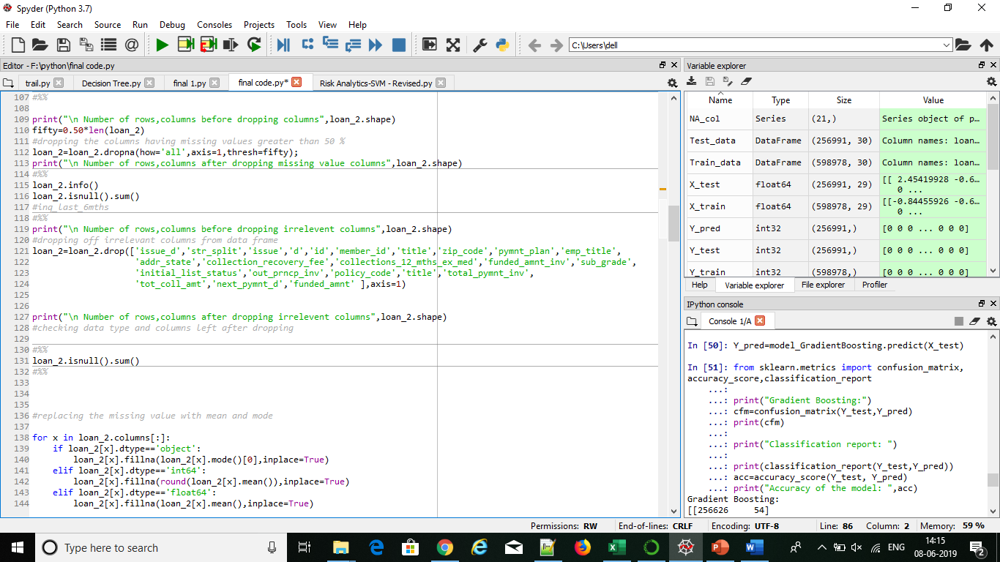 Spyder (Python 3.7)
File Edit Search Source Run Debug Consoles Projects Tools View Help
C:\Users\dell
Editor - F:\python\final code.py
trail.py Decision Tree.py final 1.py final code.py* Risk Analytics-SVM - Revised.py
107 #%%
108
109 print("\n Number of rows,columns before dropping columns",loan_2.shape)
110 fifty=0.50*len(loan_2)
111 #dropping the columns having missing values greater than 50 %
112 loan_2=loan_2.dropna(how='all',axis=1,thresh=fifty);
113 print("\n Number of rows,columns after dropping missing value columns",loan_2.shape)
114 #%%
115 loan_2.info()
116 loan_2.isnull().sum()
117 #inq_last_6mths
118 #%%
119 print("\n Number of rows,columns before dropping irrelevent columns",loan_2.shape)
120 #dropping off irrelevant columns from data frame
121 loan_2=loan_2.drop(['issue_d','str_split','issue','d','id','member_id','title','zip_code','pymnt_plan','emp_title',
122 'addr_state','collection_recovery_fee','collections_12_mths_ex_med','funded_amnt_inv','sub_grade',
123 'initial_list_status','out_prncp_inv','policy_code','title','total_pymnt_inv',
124 'tot_coll_amt','next_pymnt_d','funded_amnt' ],axis=1)
125
126
127 print("\n Number of rows,columns after dropping irrelevent columns",loan_2.shape)
128 #checking data type and columns left after dropping
129
130 #%%
131 loan_2.isnull().sum()
132 #%%
133
134
135
136 #replacing the missing value with mean and mode
137
138 for x in loan_2.columns[:]:
139 if loan_2[x].dtype=='object':
140 loan_2[x].fillna(loan_2[x].mode()[0],inplace=True)
141 elif loan_2[x].dtype=='int64':
142 loan_2[x].fillna(round(loan_2[x].mean()),inplace=True)
143 elif loan_2[x].dtype=='float64':
144 loan_2[x].fillna(loan_2[x].mean(),inplace=True)
Variable explorer
Name Type Size Value
NA_col Series (21,) Series object of p…
Test_data DataFrame (256991, 30) Column names: loan…
Train_data DataFrame (598978, 30) Column names: loan…
X_test float64 (256991, 29) [[ 2.45419928 -0.6…
0 ...
X_train float64 (598978, 29) [[-0.84455926 -0.6…
0 ...
Y_pred int32 (256991,) [0 0 0 ... 0 0 0]
Y_test int32 (256991,) [0 0 0 ... 0 0 0]
Y_train int32 (598978,) [0 0 0 ... 0 0 0]
Help Variable explorer File explorer Profiler
IPython console
Console 1/A
In [50]: Y_pred=model_GradientBoosting.predict(X_test)
In [51]: from sklearn.metrics import confusion_matrix,
accuracy_score,classification_report
...:
...: print("Gradient Boosting:")
...: cfm=confusion_matrix(Y_test,Y_pred)
...: print(cfm)
...:
...: print("Classification report: ")
...:
...: print(classification_report(Y_test,Y_pred))
...: acc=accuracy_score(Y_test, Y_pred)
...: print("Accuracy of the model: ",acc)
Gradient Boosting:
[[256626 54]
Permissions: RW End-of-lines: CRLF Encoding: UTF-8 Line: 86 Column: 2 Memory: 59 %
Type here to search
ENG
14:15
08-06-2019
2